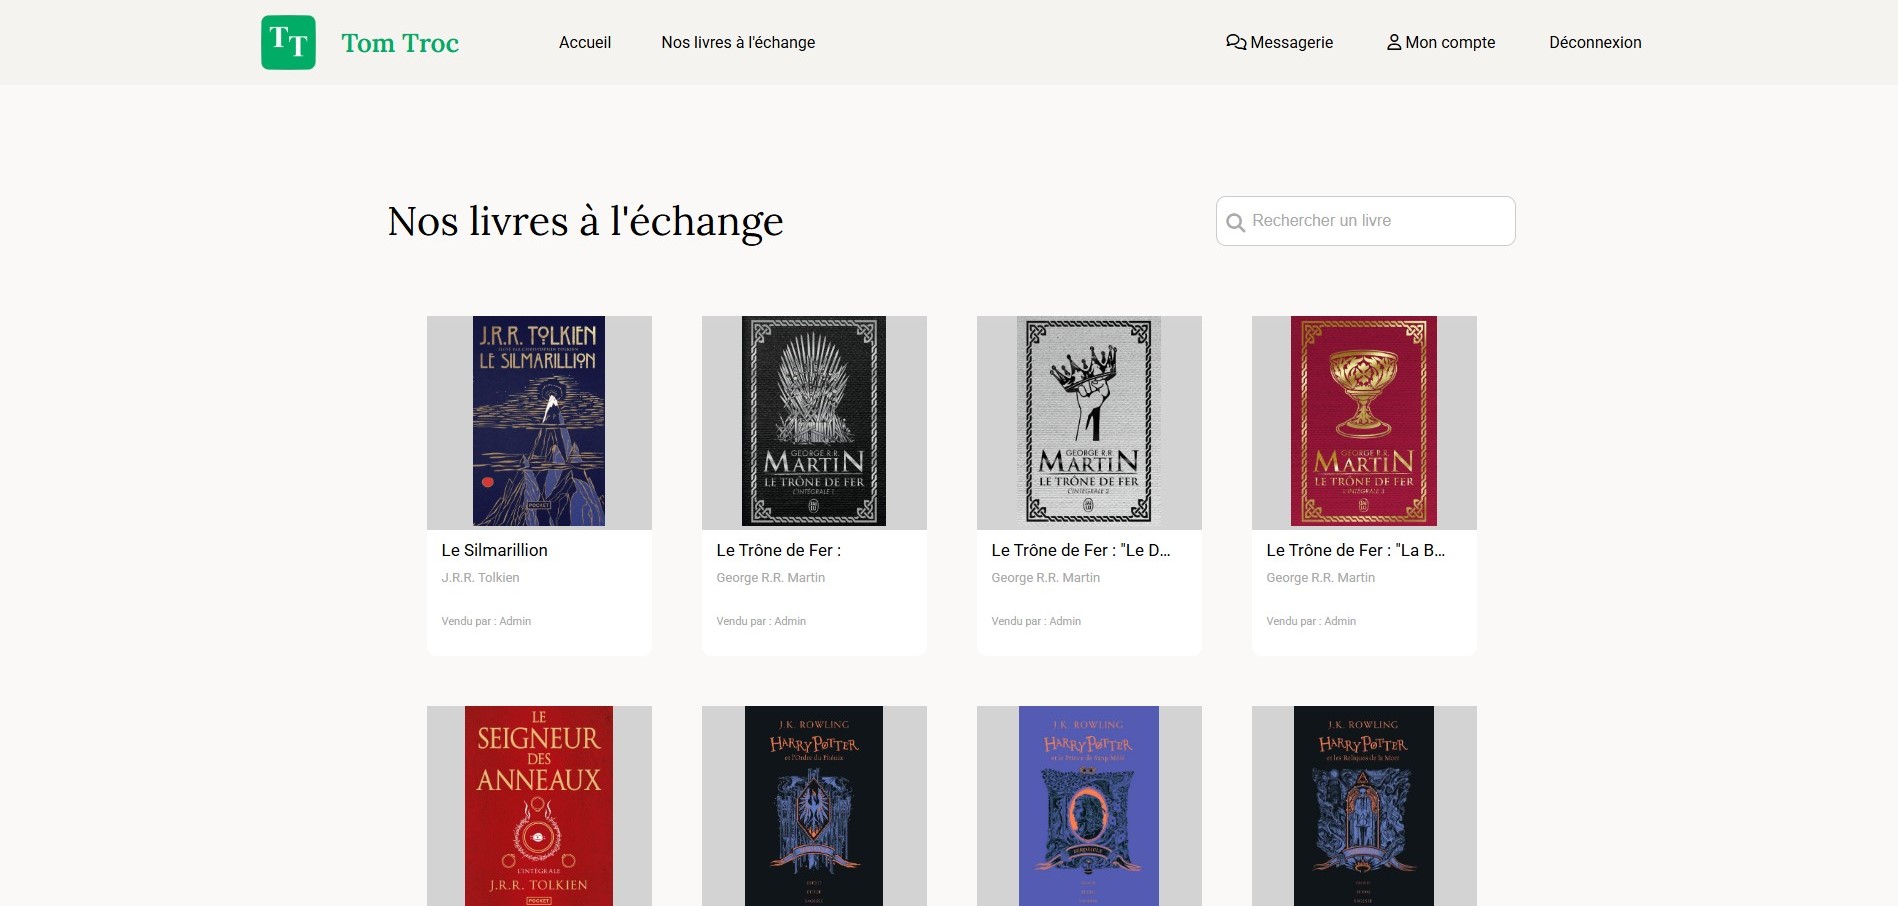 TT
Tom Troc
Accueil
Nos livres à l'échange
Messagerie
Mon compte
Déconnexion
Nos livres à l'échange
Rechercher un livre
J.R.R. TOLKIEN
LE SILMARILLION
POCKET
GEORGE R.R.
MARTIN
LE TRÔNE DE FER
L'INTÉGRALE 1
GEORGE R.R.
MARTIN
LE TRÔNE DE FER
L'INTÉGRALE 2
GEORGE R.R.
MARTIN
LE TRÔNE DE FER
L'INTÉGRALE 3
Le Silmarillion
J.R.R. Tolkien
Vendu par : Admin
Le Trône de Fer :
George R.R. Martin
Vendu par : Admin
Le Trône de Fer : "Le D...
George R.R. Martin
Vendu par : Admin
Le Trône de Fer : "La B...
George R.R. Martin
Vendu par : Admin
LE
SEIGNEUR
DES
ANNEAUX
L'INTÉGRALE
J.R.R. TOLKIEN
POCKET
J.K. ROWLING
HARRY POTTER
et l'Ordre du Phénix
J.K. ROWLING
HARRY POTTER
et le Prince de Sang-Mêlé
J.K. ROWLING
HARRY POTTER
et les Reliques de la Mort